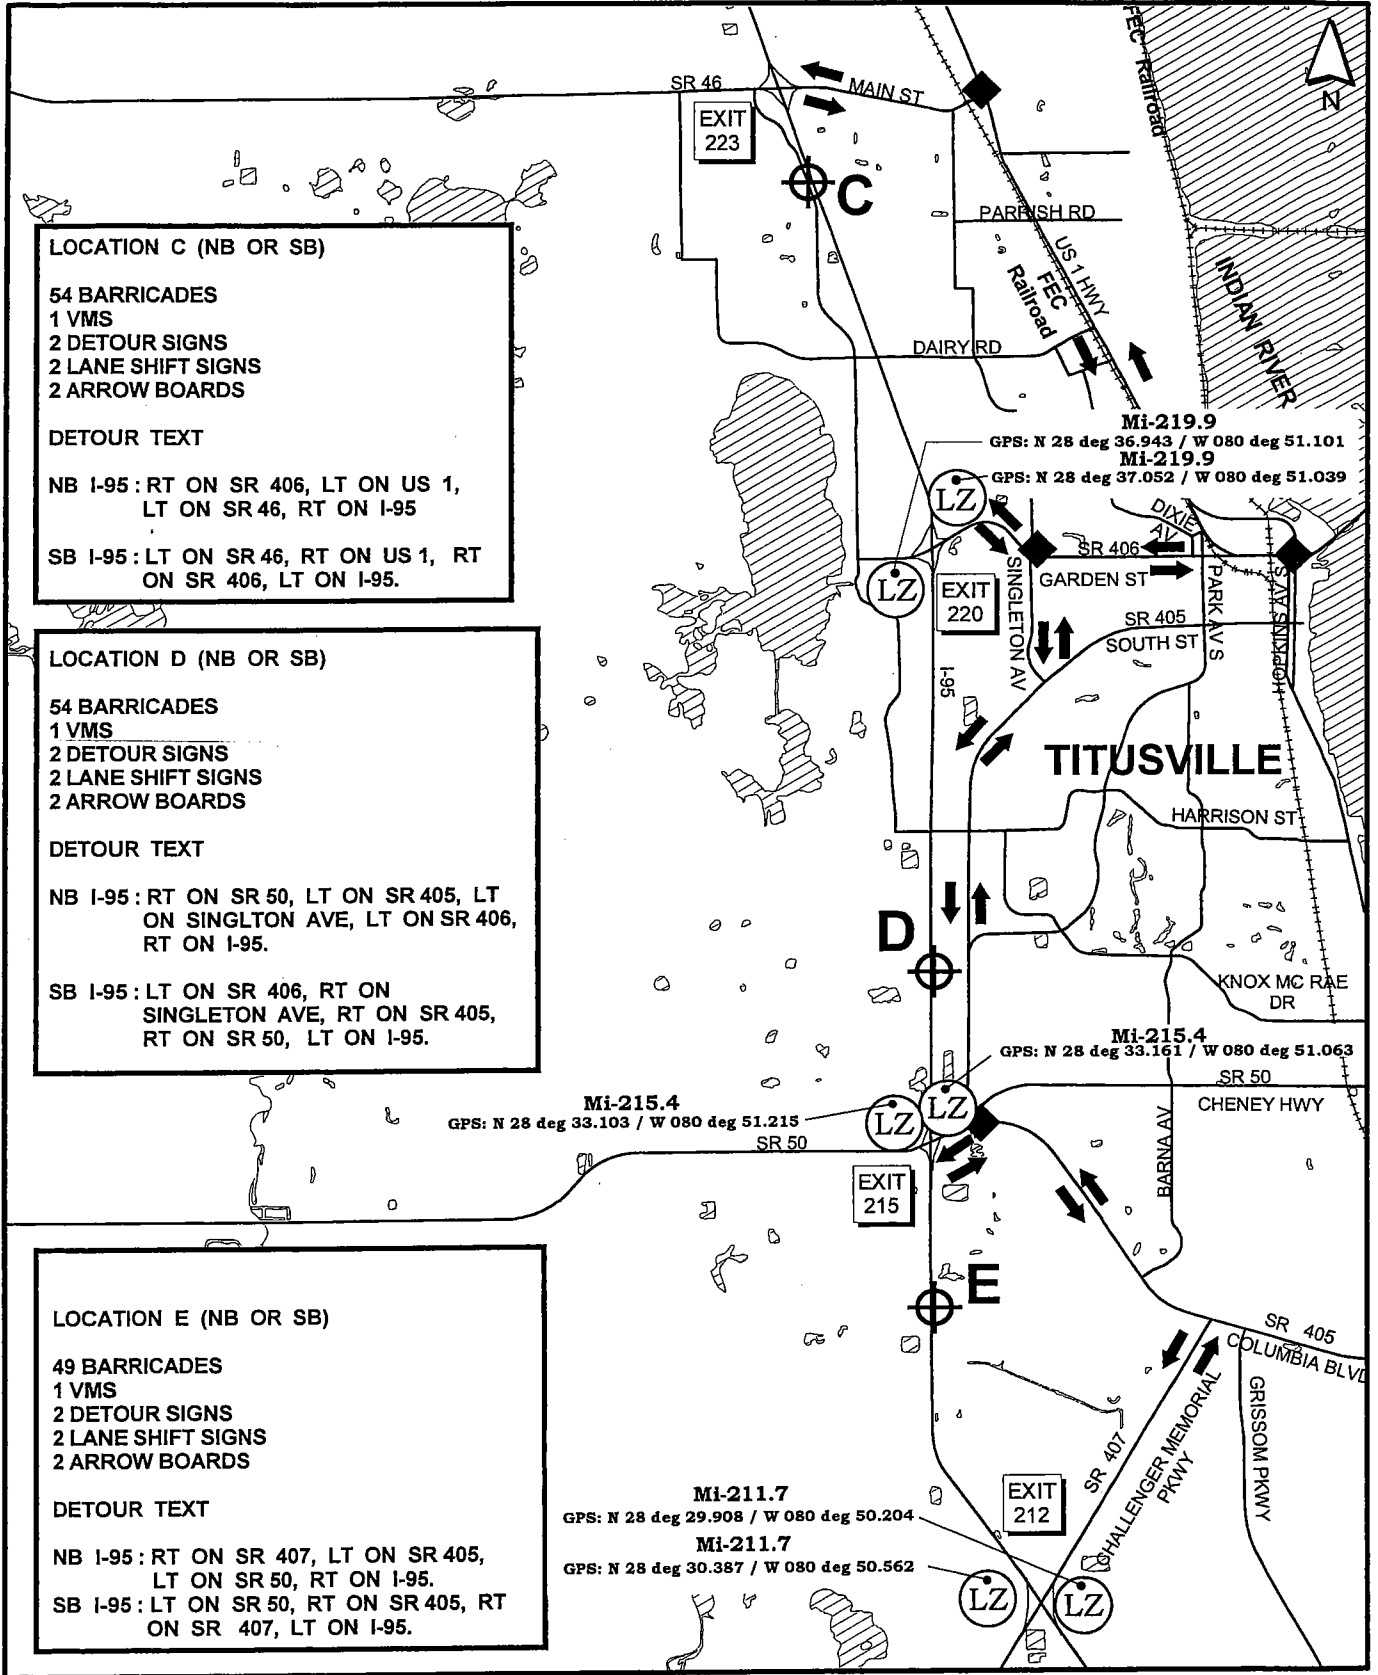 FEC Railroad
N
SR 46
MAIN ST
EXIT
223
C
PARRISH RD
US 1 HWY
FEC
Railroad
INDIAN RIVER
DAIRY RD
LOCATION C (NB OR SB)
54 BARRICADES
1 VMS
2 DETOUR SIGNS
2 LANE SHIFT SIGNS
2 ARROW BOARDS
DETOUR TEXT
NB I-95 : RT ON SR 406, LT ON US 1,
LT ON SR 46, RT ON I-95
SB I-95 : LT ON SR 46, RT ON US 1, RT
ON SR 406, LT ON I-95.
Mi-219.9
GPS: N 28 deg 36.943 / W 080 deg 51.101
Mi-219.9
GPS: N 28 deg 37.052 / W 080 deg 51.039
LZ
DIXIE
AV
SR 406
GARDEN ST
LZ
EXIT
220
SINGLETON AV
PARK AV S
HOPKINS AV S
SR 405
SOUTH ST
I-95
TITUSVILLE
HARRISON ST
LOCATION D (NB OR SB)
54 BARRICADES
1 VMS
2 DETOUR SIGNS
2 LANE SHIFT SIGNS
2 ARROW BOARDS
DETOUR TEXT
NB I-95 : RT ON SR 50, LT ON SR 405, LT
ON SINGLTON AVE, LT ON SR 406,
RT ON I-95.
SB I-95 : LT ON SR 406, RT ON
SINGLETON AVE, RT ON SR 405,
RT ON SR 50, LT ON I-95.
D
KNOX MC RAE
DR
Mi-215.4
GPS: N 28 deg 33.161 / W 080 deg 51.063
SR 50
CHENEY HWY
Mi-215.4
GPS: N 28 deg 33.103 / W 080 deg 51.215
LZ
LZ
SR 50
BARNA AV
EXIT
215
E
LOCATION E (NB OR SB)
49 BARRICADES
1 VMS
2 DETOUR SIGNS
2 LANE SHIFT SIGNS
2 ARROW BOARDS
DETOUR TEXT
NB I-95 : RT ON SR 407, LT ON SR 405,
LT ON SR 50, RT ON I-95.
SB I-95 : LT ON SR 50, RT ON SR 405, RT
ON SR 407, LT ON I-95.
SR 405
COLUMBIA BLVD
GRISSOM PKWY
SR 407
CHALLENGER MEMORIAL
PKWY
EXIT
212
Mi-211.7
GPS: N 28 deg 29.908 / W 080 deg 50.204
Mi-211.7
GPS: N 28 deg 30.387 / W 080 deg 50.562
LZ
LZ